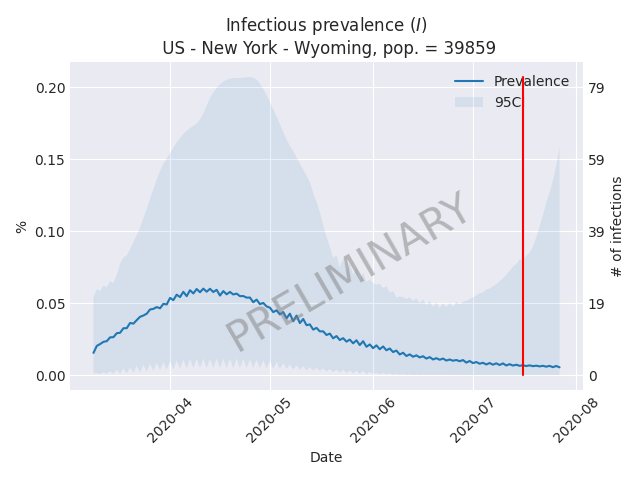 Infectious prevalence (I)
US - New York - Wyoming, pop. = 39859
Prevalence
95C
0.20
0.15
0.10
0.05
0.00
%
79
59
39
19
0
# of infections
PRELIMINARY
2020-04
2020-05
2020-06
2020-07
2020-08
Date